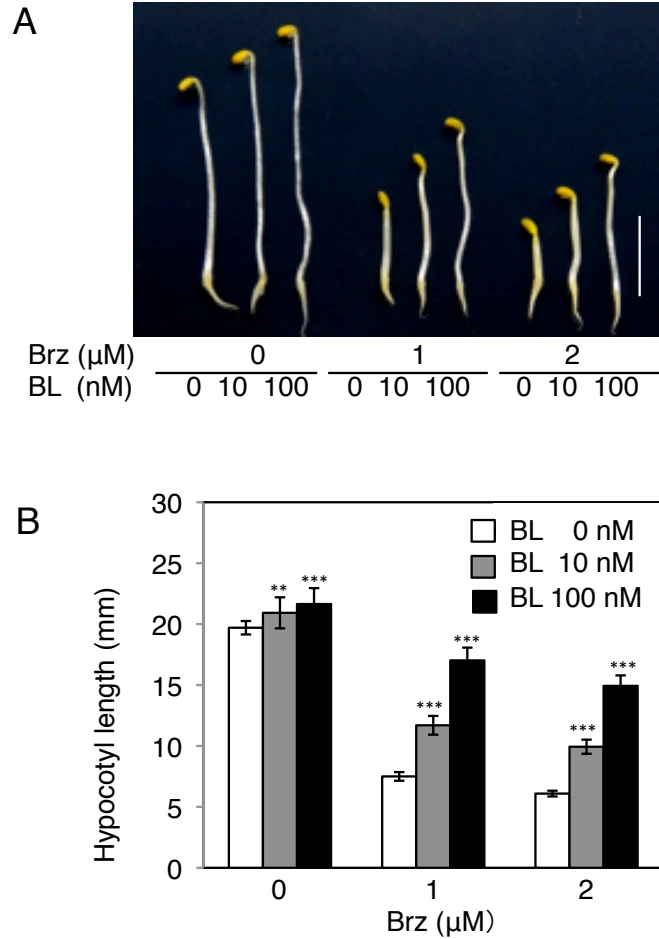 A
Brz (μM) 0 1 2
BL (nM) 0 10 100 0 10 100 0 10 100
B
30
25
20
15
10
5
0
Hypocotyl length (mm)
BL 0 nM
BL 10 nM
BL 100 nM
** ***
*** ***
*** ***
0 1 2
Brz (μM)